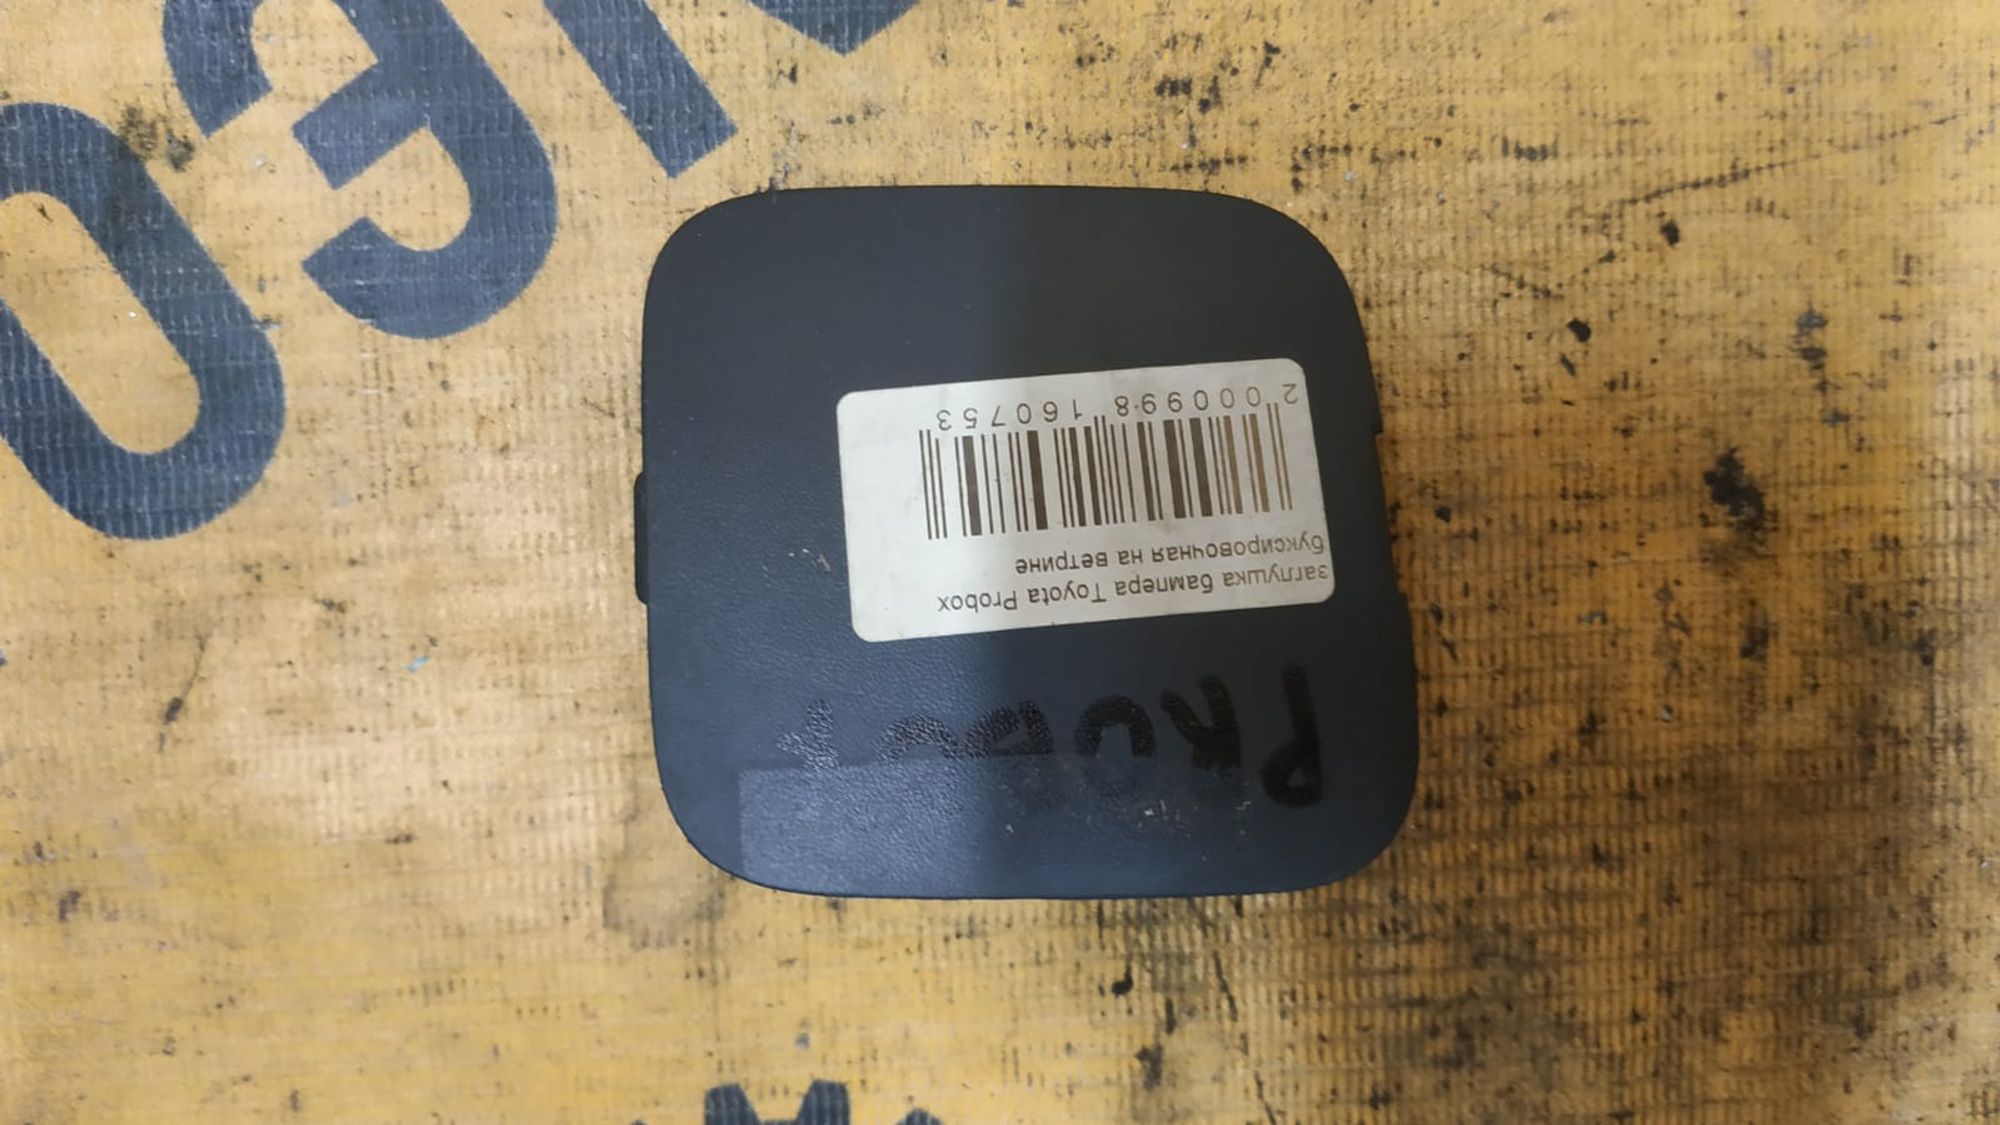 заглушка бампера Toyota Probox
буксировочная на ветрине
2 000998 160753
PROBOX